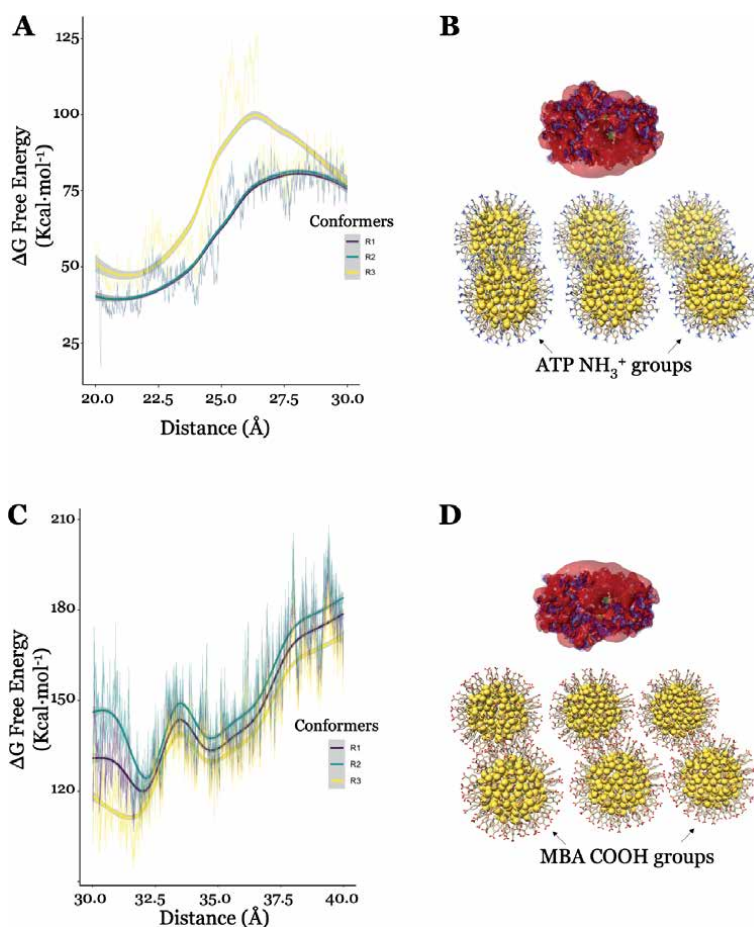 A
B
125
100
75
50
25
ΔG Free Energy
(Kcal·mol⁻¹)
Conformers
R1
R2
R3
20.0 22.5 25.0 27.5 30.0
Distance (Å)
ATP NH₃⁺ groups
C
D
210
180
150
120
ΔG Free Energy
(Kcal·mol⁻¹)
Conformers
R1
R2
R3
30.0 32.5 35.0 37.5 40.0
Distance (Å)
MBA COOH groups